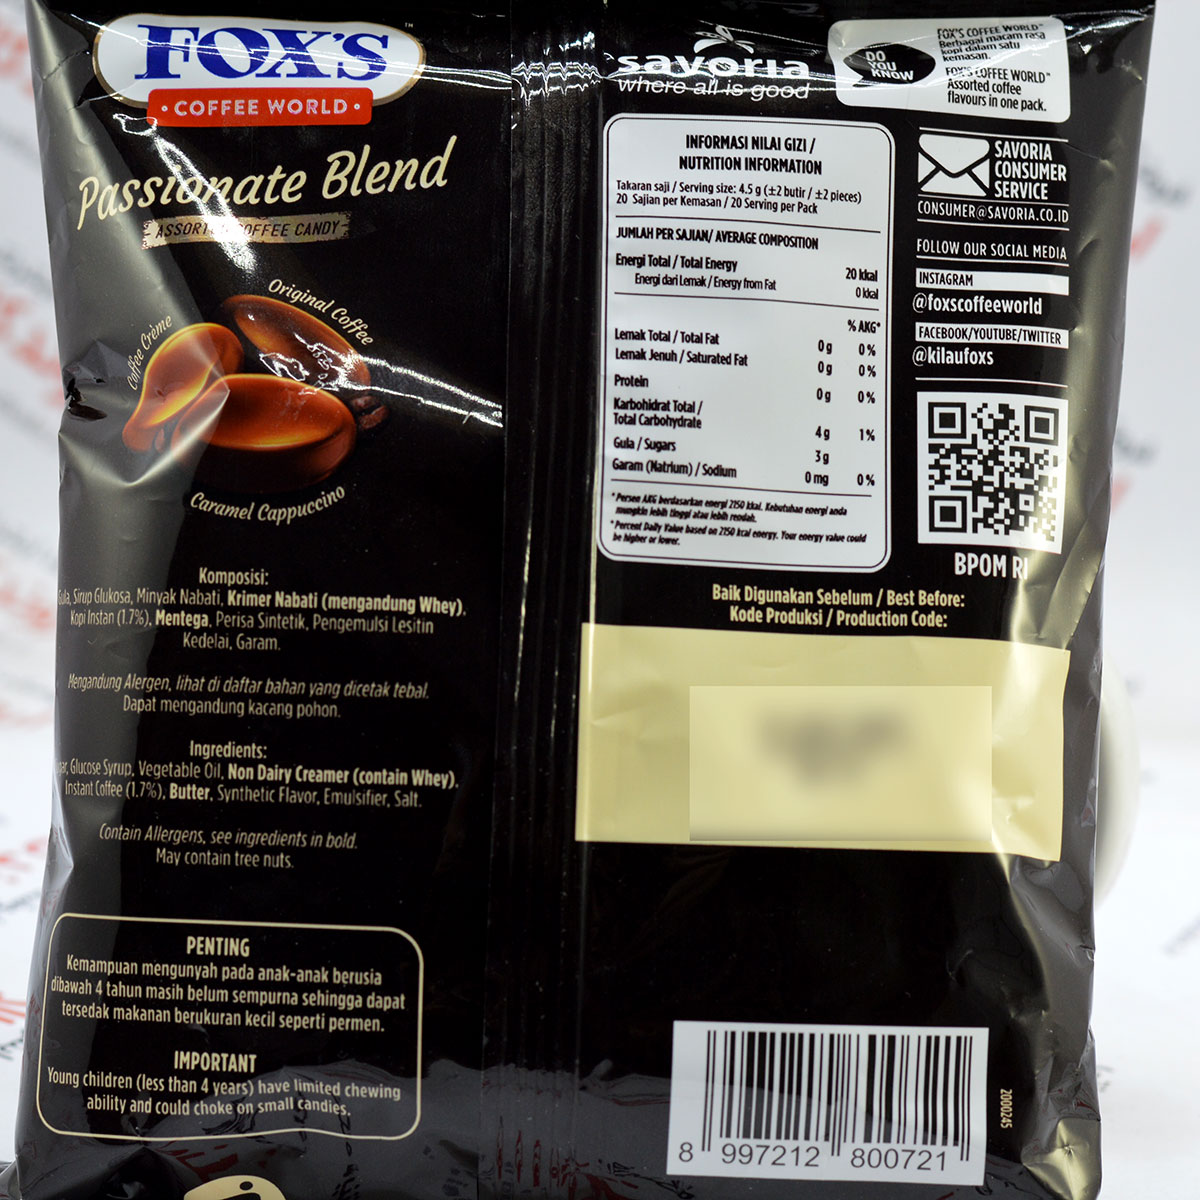 FOX'S
COFFEE WORLD
Passionate Blend
ASSORTED COFFEE CANDY
Original Coffee
Coffee Crème
Caramel Cappuccino
Komposisi:
Sirup Glukosa, Minyak Nabati, Krimer Nabati (mengandung Whey),
Kopi Instan (1.7%), Mentega, Perisa Sintetik, Pengemulsi Lesitin
Kedelai, Garam.
Mengandung Alergen, lihat di daftar bahan yang dicetak tebal.
Dapat mengandung kacang pohon.
Ingredients:
Glucose Syrup, Vegetable Oil, Non Dairy Creamer (contain Whey),
Instant Coffee (1.7%), Butter, Synthetic Flavor, Emulsifier, Salt.
Contain Allergens, see ingredients in bold.
May contain tree nuts.
PENTING
Kemampuan mengunyah pada anak-anak berusia
dibawah 4 tahun masih belum sempurna sehingga dapat
tersedak makanan berukuran kecil seperti permen.
IMPORTANT
Young children (less than 4 years) have limited chewing
ability and could choke on small candies.
savoria
where all is good
DO
YOU
KNOW
FOX'S COFFEE WORLD™
Berbagai macam rasa
kopi dalam satu
kemasan.
FOX'S COFFEE WORLD™
Assorted coffee
flavours in one pack.
INFORMASI NILAI GIZI /
NUTRITION INFORMATION
Takaran saji / Serving size: 4.5 g (±2 butir / ±2 pieces)
20 Sajian per Kemasan / 20 Serving per Pack
JUMLAH PER SAJIAN/ AVERAGE COMPOSITION
Energi Total / Total Energy 20 kkal
Energi dari Lemak / Energy from Fat 0 kkal
% AKG*
Lemak Total / Total Fat 0 g 0 %
Lemak Jenuh / Saturated Fat 0 g 0 %
Protein 0 g 0 %
Karbohidrat Total /
Total Carbohydrate 4 g 1 %
Gula / Sugars 3 g
Garam (Natrium) / Sodium 0 mg 0 %
*Persen AKG berdasarkan energi 2150 kkal. Kebutuhan energi anda
mungkin lebih tinggi atau lebih rendah.
*Percent Daily Value based on 2150 kcal energy. Your energy value could
be higher or lower.
SAVORIA
CONSUMER
SERVICE
CONSUMER@SAVORIA.CO.ID
FOLLOW OUR SOCIAL MEDIA
INSTAGRAM
@foxscoffeeworld
FACEBOOK/YOUTUBE/TWITTER
@kilaufoxs
BPOM RI
Baik Digunakan Sebelum / Best Before:
Kode Produksi / Production Code:
2000245
8 997212 800721